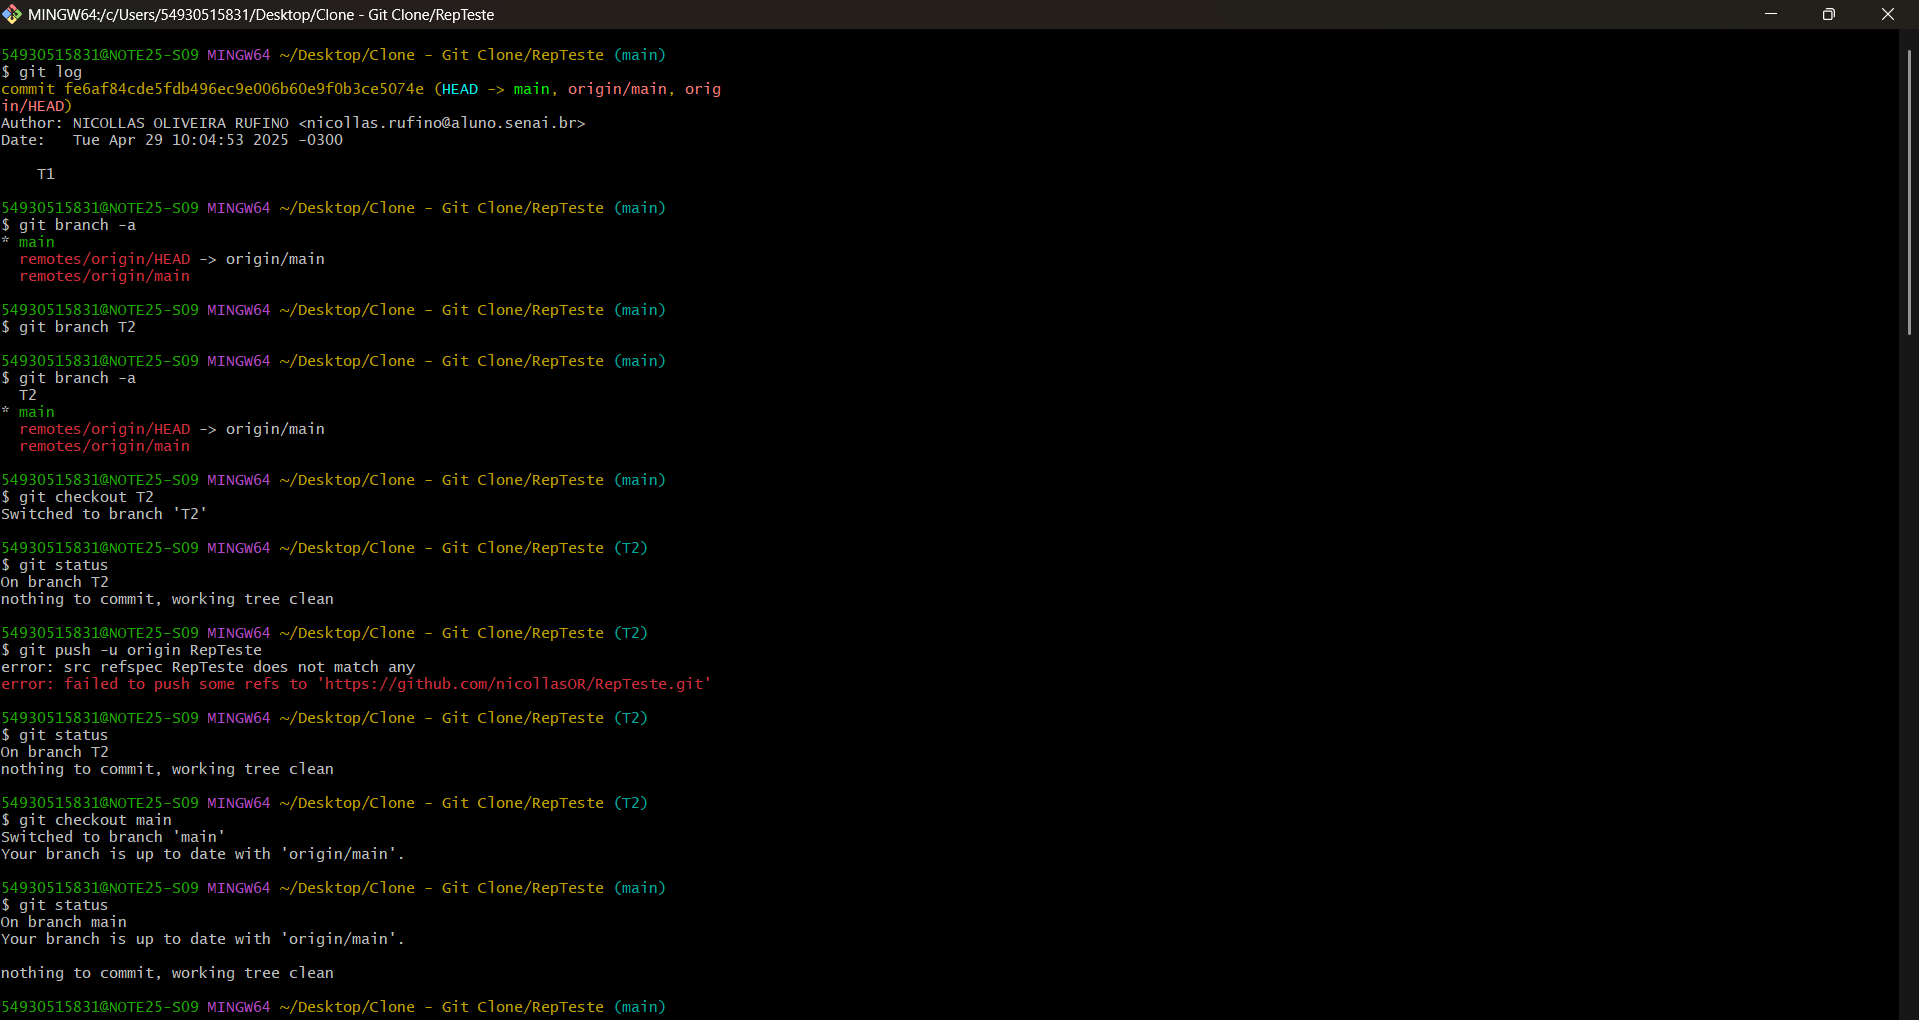 MINGW64:/c/Users/54930515831/Desktop/Clone - Git Clone/RepTeste
54930515831@NOTE25-S09 MINGW64 ~/Desktop/Clone - Git Clone/RepTeste (main)
$ git log
commit fe6af84cde5fdb496ec9e006b60e9f0b3ce5074e (HEAD -> main, origin/main, orig
in/HEAD)
Author: NICOLLAS OLIVEIRA RUFINO <nicollas.rufino@aluno.senai.br>
Date:   Tue Apr 29 10:04:53 2025 -0300
    T1
54930515831@NOTE25-S09 MINGW64 ~/Desktop/Clone - Git Clone/RepTeste (main)
$ git branch -a
* main
  remotes/origin/HEAD -> origin/main
  remotes/origin/main
54930515831@NOTE25-S09 MINGW64 ~/Desktop/Clone - Git Clone/RepTeste (main)
$ git branch T2
54930515831@NOTE25-S09 MINGW64 ~/Desktop/Clone - Git Clone/RepTeste (main)
$ git branch -a
  T2
* main
  remotes/origin/HEAD -> origin/main
  remotes/origin/main
54930515831@NOTE25-S09 MINGW64 ~/Desktop/Clone - Git Clone/RepTeste (main)
$ git checkout T2
Switched to branch 'T2'
54930515831@NOTE25-S09 MINGW64 ~/Desktop/Clone - Git Clone/RepTeste (T2)
$ git status
On branch T2
nothing to commit, working tree clean
54930515831@NOTE25-S09 MINGW64 ~/Desktop/Clone - Git Clone/RepTeste (T2)
$ git push -u origin RepTeste
error: src refspec RepTeste does not match any
error: failed to push some refs to 'https://github.com/nicollasOR/RepTeste.git'
54930515831@NOTE25-S09 MINGW64 ~/Desktop/Clone - Git Clone/RepTeste (T2)
$ git status
On branch T2
nothing to commit, working tree clean
54930515831@NOTE25-S09 MINGW64 ~/Desktop/Clone - Git Clone/RepTeste (T2)
$ git checkout main
Switched to branch 'main'
Your branch is up to date with 'origin/main'.
54930515831@NOTE25-S09 MINGW64 ~/Desktop/Clone - Git Clone/RepTeste (main)
$ git status
On branch main
Your branch is up to date with 'origin/main'.
nothing to commit, working tree clean
54930515831@NOTE25-S09 MINGW64 ~/Desktop/Clone - Git Clone/RepTeste (main)